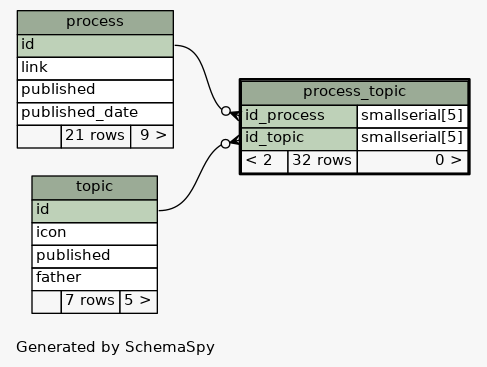 process
id
link
published
published_date
21 rows 9 >
process_topic
id_process smallserial[5]
id_topic smallserial[5]
< 2 32 rows 0 >
topic
id
icon
published
father
7 rows 5 >
Generated by SchemaSpy